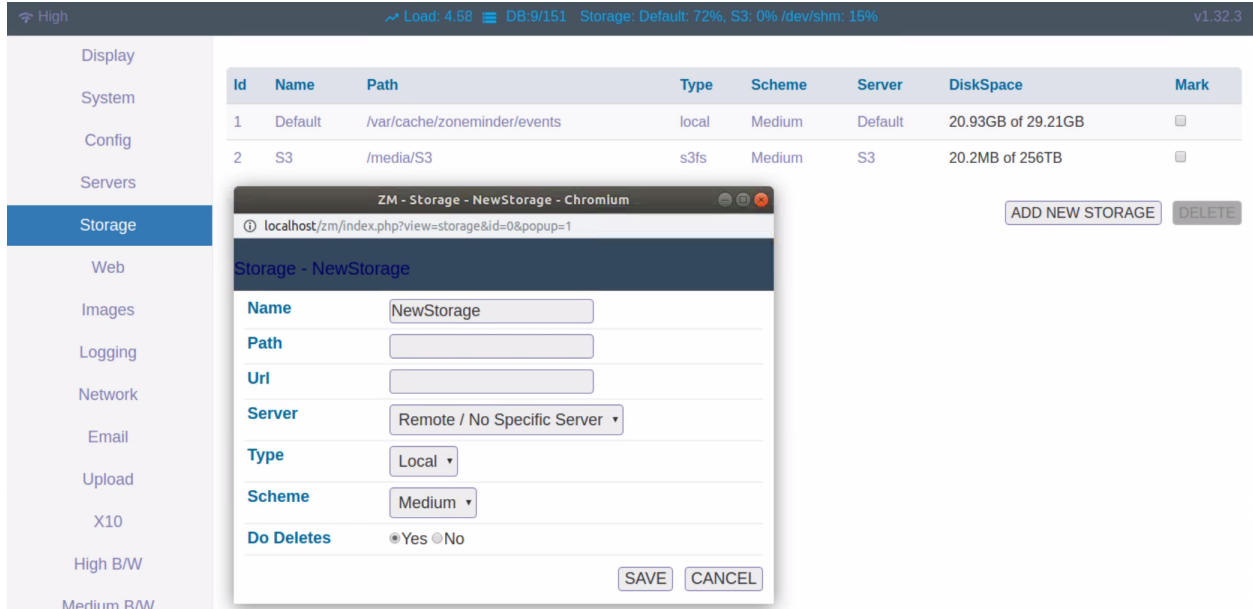 High Load: 4.58 DB:9/151 Storage: Default: 72%, S3: 0% /dev/shm: 15% v1.32.3
Display
System
Config
Servers
Storage
Web
Images
Logging
Network
Email
Upload
X10
High B/W
Medium B/W
Id Name Path Type Scheme Server DiskSpace Mark
1 Default /var/cache/zoneminder/events local Medium Default 20.93GB of 29.21GB
2 S3 /media/S3 s3fs Medium S3 20.2MB of 256TB
ADD NEW STORAGE DELETE
ZM - Storage - NewStorage - Chromium
localhost/zm/index.php?view=storage&id=0&popup=1
Storage - NewStorage
Name NewStorage
Path
Url
Server Remote / No Specific Server
Type Local
Scheme Medium
Do Deletes Yes No
SAVE CANCEL